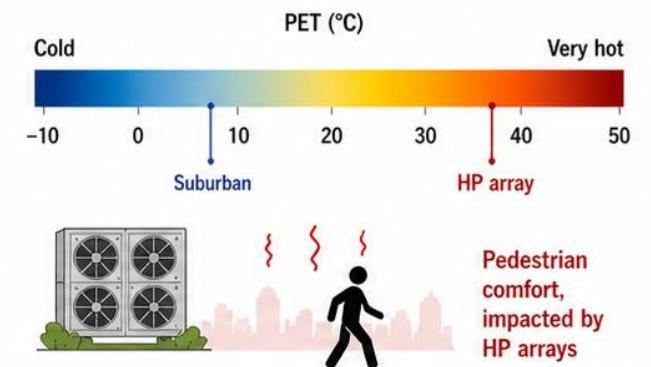 PET (°C)
Cold Very hot
−10 0 10 20 30 40 50
Suburban HP array
Pedestrian
comfort,
impacted by
HP arrays